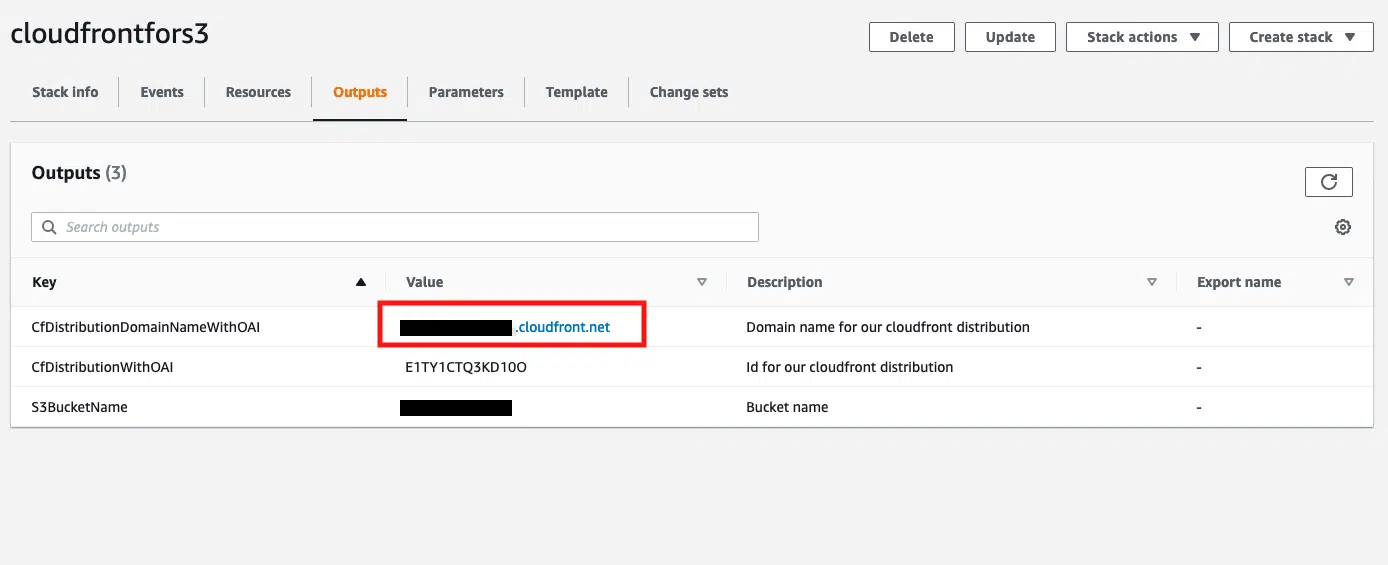 cloudfrontfors3
Delete Update Stack actions Create stack
Stack info Events Resources Outputs Parameters Template Change sets
Outputs (3)
Search outputs
Key Value Description Export name
CfDistributionDomainNameWithOAI .cloudfront.net Domain name for our cloudfront distribution -
CfDistributionWithOAI E1TY1CTQ3KD10O Id for our cloudfront distribution -
S3BucketName Bucket name -